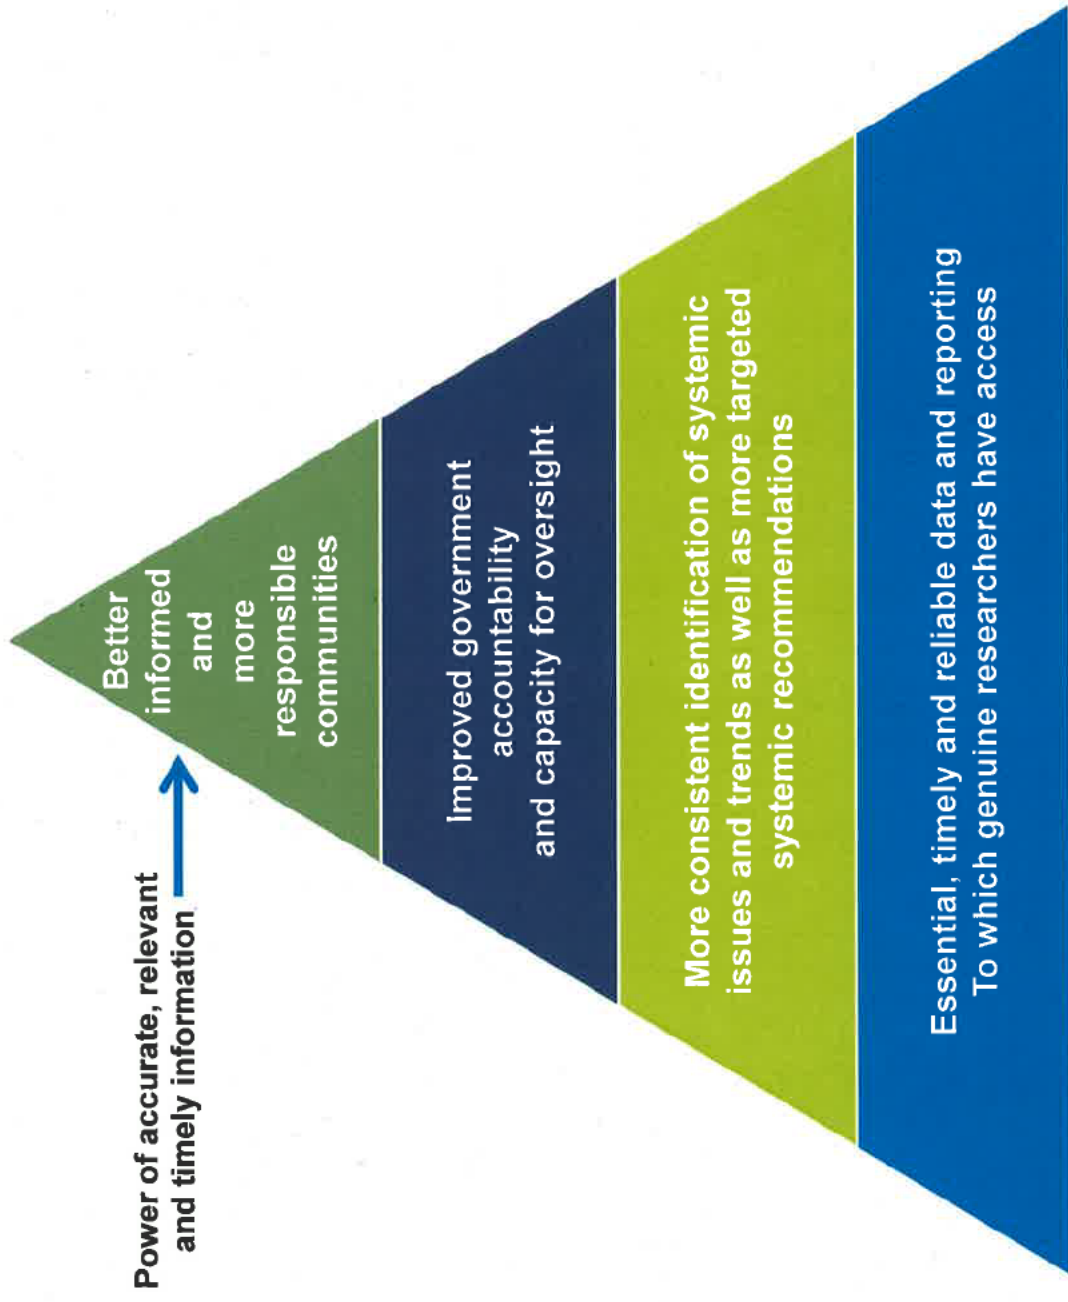 Power of accurate, relevant
and timely information
Better
informed
and
more
responsible
communities
Improved government
accountability
and capacity for oversight
More consistent identification of systemic
issues and trends as well as more targeted
systemic recommendations
Essential, timely and reliable data and reporting
To which genuine researchers have access